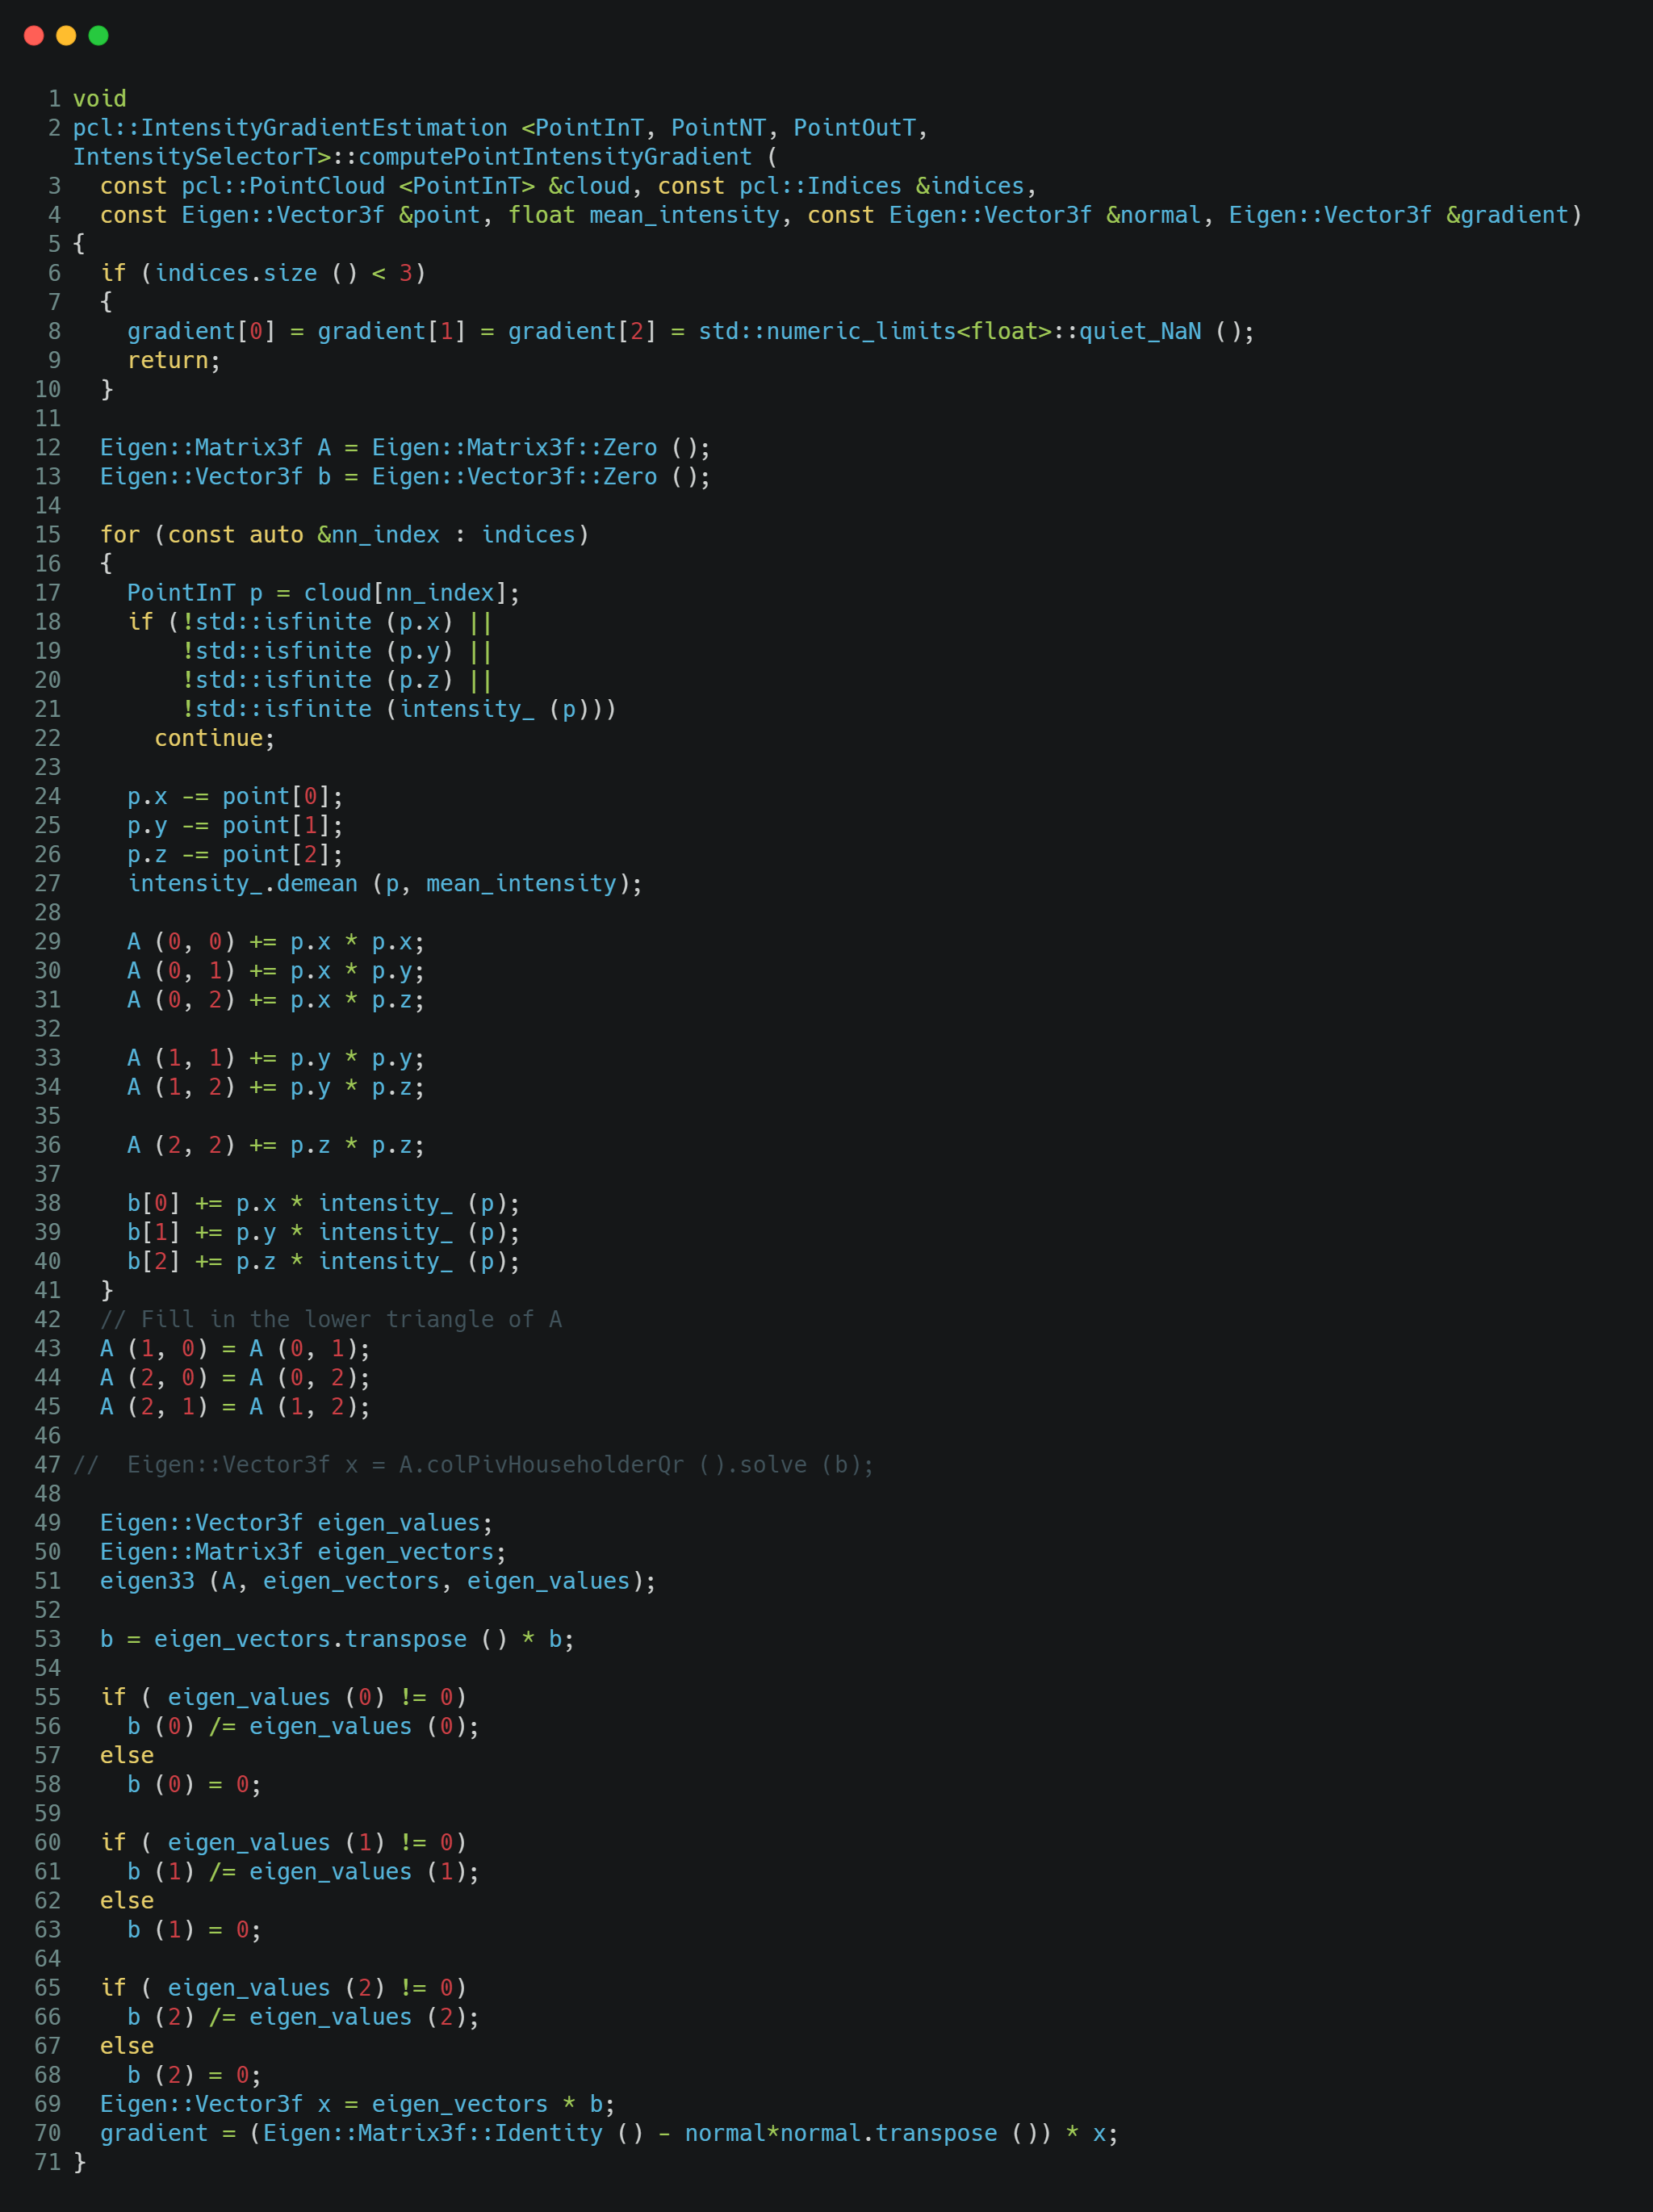 1 void
2 pcl::IntensityGradientEstimation <PointInT, PointNT, PointOutT,
IntensitySelectorT>::computePointIntensityGradient (
3   const pcl::PointCloud <PointInT> &cloud, const pcl::Indices &indices,
4   const Eigen::Vector3f &point, float mean_intensity, const Eigen::Vector3f &normal, Eigen::Vector3f &gradient)
5 {
6   if (indices.size () < 3)
7   {
8     gradient[0] = gradient[1] = gradient[2] = std::numeric_limits<float>::quiet_NaN ();
9     return;
10   }
11
12   Eigen::Matrix3f A = Eigen::Matrix3f::Zero ();
13   Eigen::Vector3f b = Eigen::Vector3f::Zero ();
14
15   for (const auto &nn_index : indices)
16   {
17     PointInT p = cloud[nn_index];
18     if (!std::isfinite (p.x) ||
19         !std::isfinite (p.y) ||
20         !std::isfinite (p.z) ||
21         !std::isfinite (intensity_ (p)))
22       continue;
23
24     p.x -= point[0];
25     p.y -= point[1];
26     p.z -= point[2];
27     intensity_.demean (p, mean_intensity);
28
29     A (0, 0) += p.x * p.x;
30     A (0, 1) += p.x * p.y;
31     A (0, 2) += p.x * p.z;
32
33     A (1, 1) += p.y * p.y;
34     A (1, 2) += p.y * p.z;
35
36     A (2, 2) += p.z * p.z;
37
38     b[0] += p.x * intensity_ (p);
39     b[1] += p.y * intensity_ (p);
40     b[2] += p.z * intensity_ (p);
41   }
42   // Fill in the lower triangle of A
43   A (1, 0) = A (0, 1);
44   A (2, 0) = A (0, 2);
45   A (2, 1) = A (1, 2);
46
47 //  Eigen::Vector3f x = A.colPivHouseholderQr ().solve (b);
48
49   Eigen::Vector3f eigen_values;
50   Eigen::Matrix3f eigen_vectors;
51   eigen33 (A, eigen_vectors, eigen_values);
52
53   b = eigen_vectors.transpose () * b;
54
55   if ( eigen_values (0) != 0)
56     b (0) /= eigen_values (0);
57   else
58     b (0) = 0;
59
60   if ( eigen_values (1) != 0)
61     b (1) /= eigen_values (1);
62   else
63     b (1) = 0;
64
65   if ( eigen_values (2) != 0)
66     b (2) /= eigen_values (2);
67   else
68     b (2) = 0;
69   Eigen::Vector3f x = eigen_vectors * b;
70   gradient = (Eigen::Matrix3f::Identity () - normal*normal.transpose ()) * x;
71 }